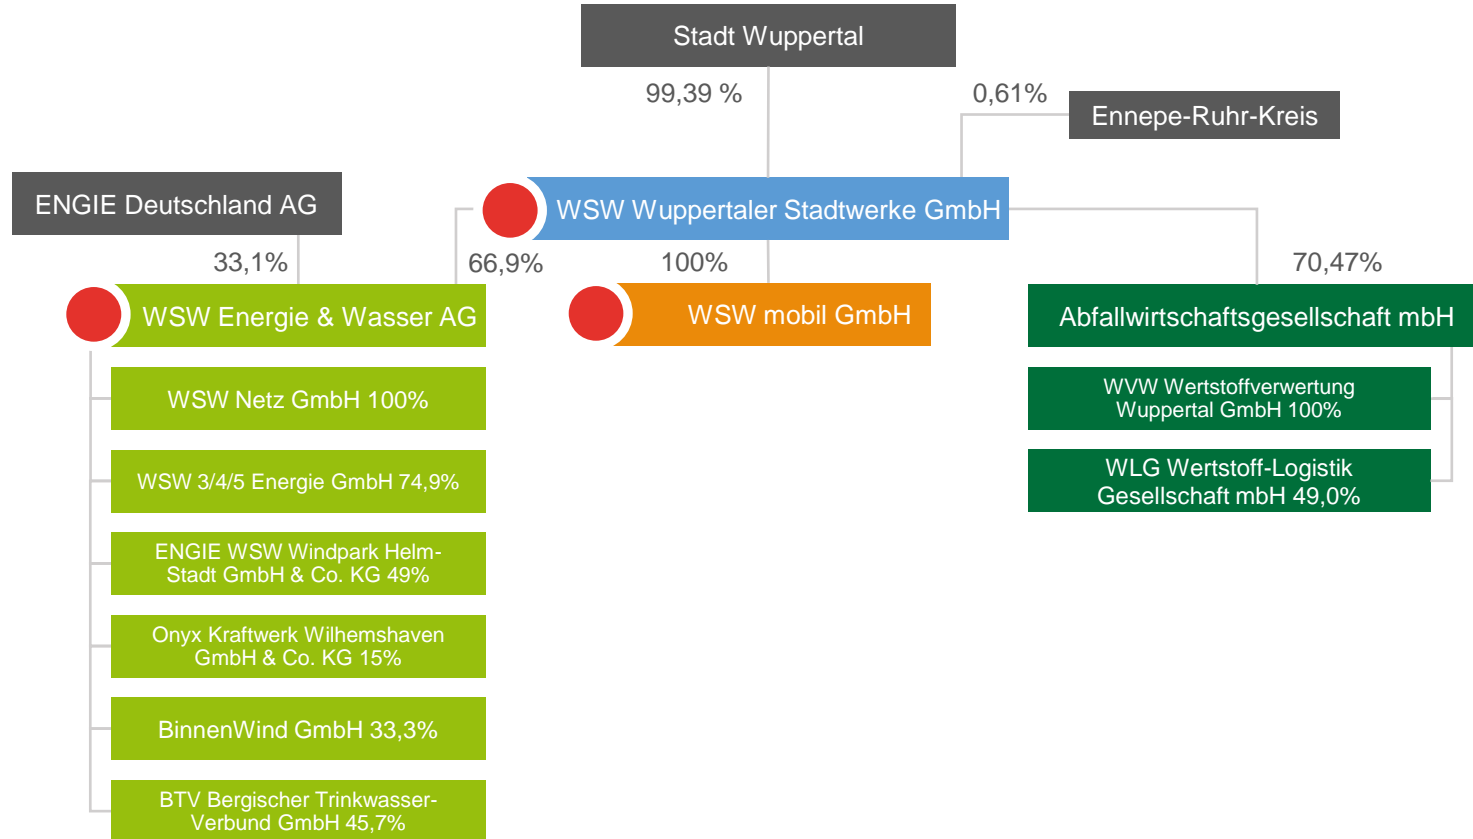 Stadt Wuppertal
99,39 %
0,61%
Ennepe-Ruhr-Kreis
ENGIE Deutschland AG
WSW Wuppertaler Stadtwerke GmbH
33,1%
66,9%
100%
70,47%
WSW Energie & Wasser AG
WSW mobil GmbH
Abfallwirtschaftsgesellschaft mbH
WSW Netz GmbH 100%
WSW 3/4/5 Energie GmbH 74,9%
ENGIE WSW Windpark Helm-
Stadt GmbH & Co. KG 49%
Onyx Kraftwerk Wilhemshaven
GmbH & Co. KG 15%
BinnenWind GmbH 33,3%
BTV Bergischer Trinkwasser-
Verbund GmbH 45,7%
WVW Wertstoffverwertung
Wuppertal GmbH 100%
WLG Wertstoff-Logistik
Gesellschaft mbH 49,0%